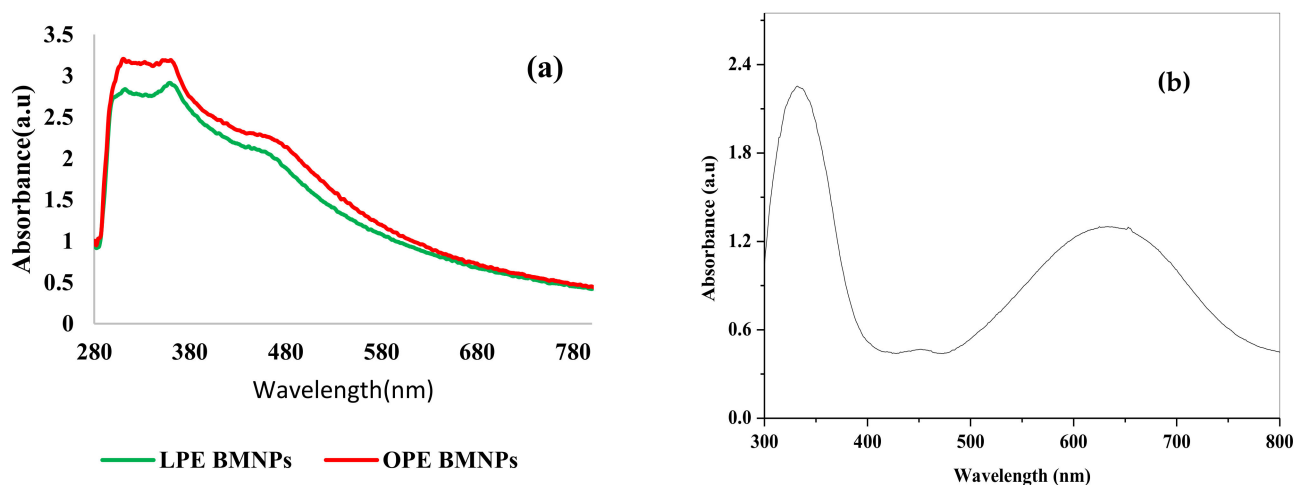 3.5
3
2.5
2
1.5
1
0.5
0
Absorbance(a.u)
(a)
280 380 480 580 680 780
Wavelength(nm)
LPE BMNPs OPE BMNPs
2.4
1.8
1.2
0.6
0.0
Absorbance (a.u)
(b)
300 400 500 600 700 800
Wavelength (nm)